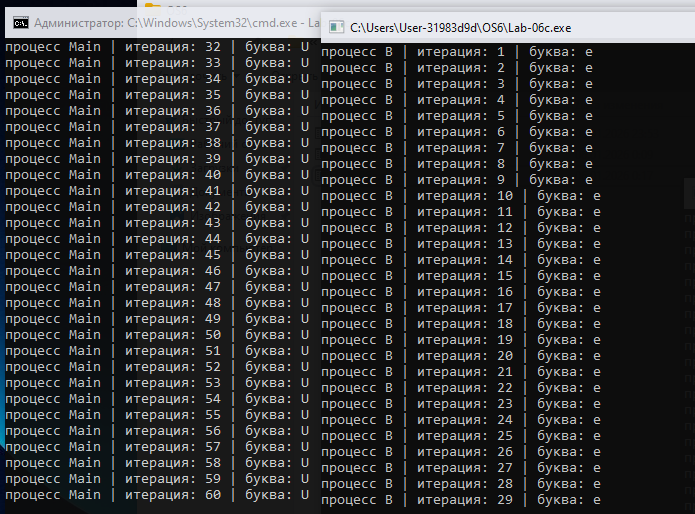 Администратор: C:\Windows\System32\cmd.exe - La
процесс Main | итерация: 32 | буква: U
процесс Main | итерация: 33 | буква: U
процесс Main | итерация: 34 | буква: U
процесс Main | итерация: 35 | буква: U
процесс Main | итерация: 36 | буква: U
процесс Main | итерация: 37 | буква: U
процесс Main | итерация: 38 | буква: U
процесс Main | итерация: 39 | буква: U
процесс Main | итерация: 40 | буква: U
процесс Main | итерация: 41 | буква: U
процесс Main | итерация: 42 | буква: U
процесс Main | итерация: 43 | буква: U
процесс Main | итерация: 44 | буква: U
процесс Main | итерация: 45 | буква: U
процесс Main | итерация: 46 | буква: U
процесс Main | итерация: 47 | буква: U
процесс Main | итерация: 48 | буква: U
процесс Main | итерация: 49 | буква: U
процесс Main | итерация: 50 | буква: U
процесс Main | итерация: 51 | буква: U
процесс Main | итерация: 52 | буква: U
процесс Main | итерация: 53 | буква: U
процесс Main | итерация: 54 | буква: U
процесс Main | итерация: 55 | буква: U
процесс Main | итерация: 56 | буква: U
процесс Main | итерация: 57 | буква: U
процесс Main | итерация: 58 | буква: U
процесс Main | итерация: 59 | буква: U
процесс Main | итерация: 60 | буква: U
C:\Users\User-31983d9d\OS6\Lab-06c.exe
процесс B | итерация: 1 | буква: e
процесс B | итерация: 2 | буква: e
процесс B | итерация: 3 | буква: e
процесс B | итерация: 4 | буква: e
процесс B | итерация: 5 | буква: e
процесс B | итерация: 6 | буква: e
процесс B | итерация: 7 | буква: e
процесс B | итерация: 8 | буква: e
процесс B | итерация: 9 | буква: e
процесс B | итерация: 10 | буква: e
процесс B | итерация: 11 | буква: e
процесс B | итерация: 12 | буква: e
процесс B | итерация: 13 | буква: e
процесс B | итерация: 14 | буква: e
процесс B | итерация: 15 | буква: e
процесс B | итерация: 16 | буква: e
процесс B | итерация: 17 | буква: e
процесс B | итерация: 18 | буква: e
процесс B | итерация: 19 | буква: e
процесс B | итерация: 20 | буква: e
процесс B | итерация: 21 | буква: e
процесс B | итерация: 22 | буква: e
процесс B | итерация: 23 | буква: e
процесс B | итерация: 24 | буква: e
процесс B | итерация: 25 | буква: e
процесс B | итерация: 26 | буква: e
процесс B | итерация: 27 | буква: e
процесс B | итерация: 28 | буква: e
процесс B | итерация: 29 | буква: e